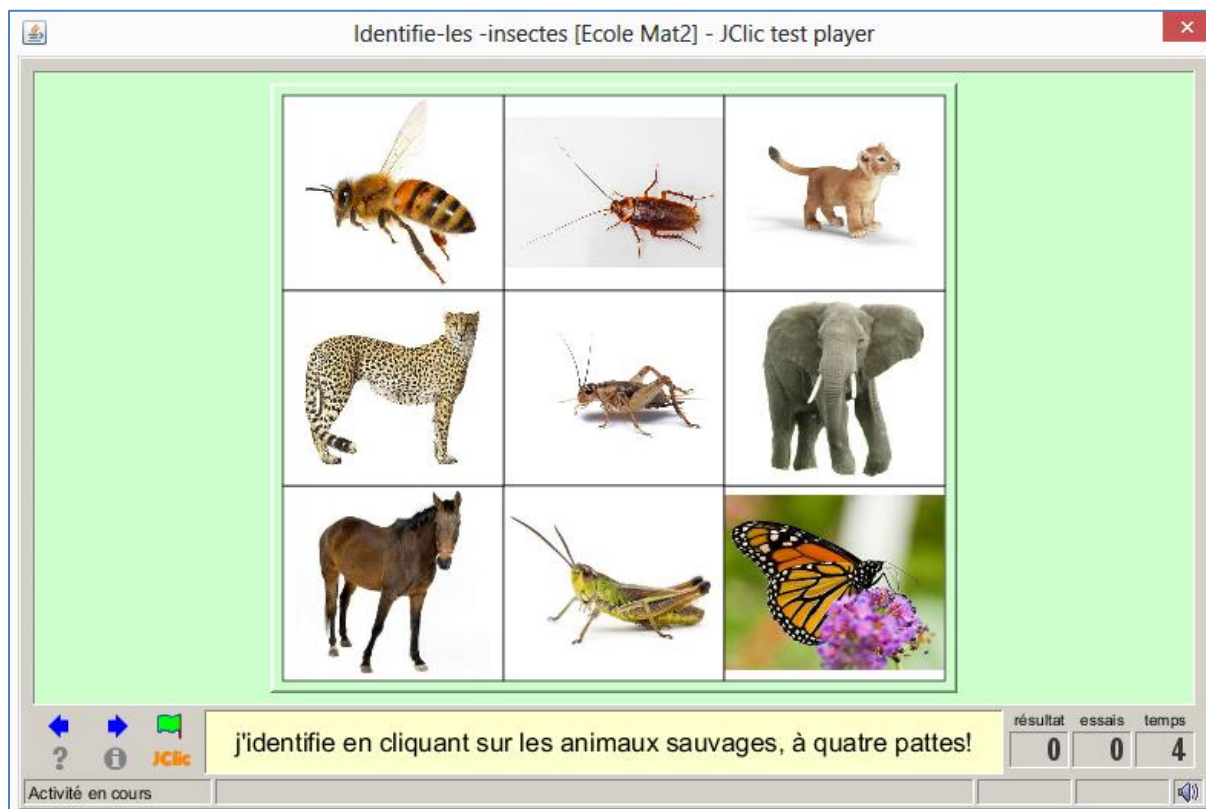 Identifie-les -insectes [Ecole Mat2] - JClic test player
j'identifie en cliquant sur les animaux sauvages, à quatre pattes!
résultat essais temps
0 0 4
? i JClic
Activité en cours